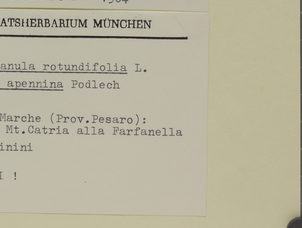 ATSHERBARIUM MÜNCHEN
anula rotundifolia L.
apennina Podlech
Marche (Prov.Pesaro):
Mt.Catria alla Farfanella
inini
!